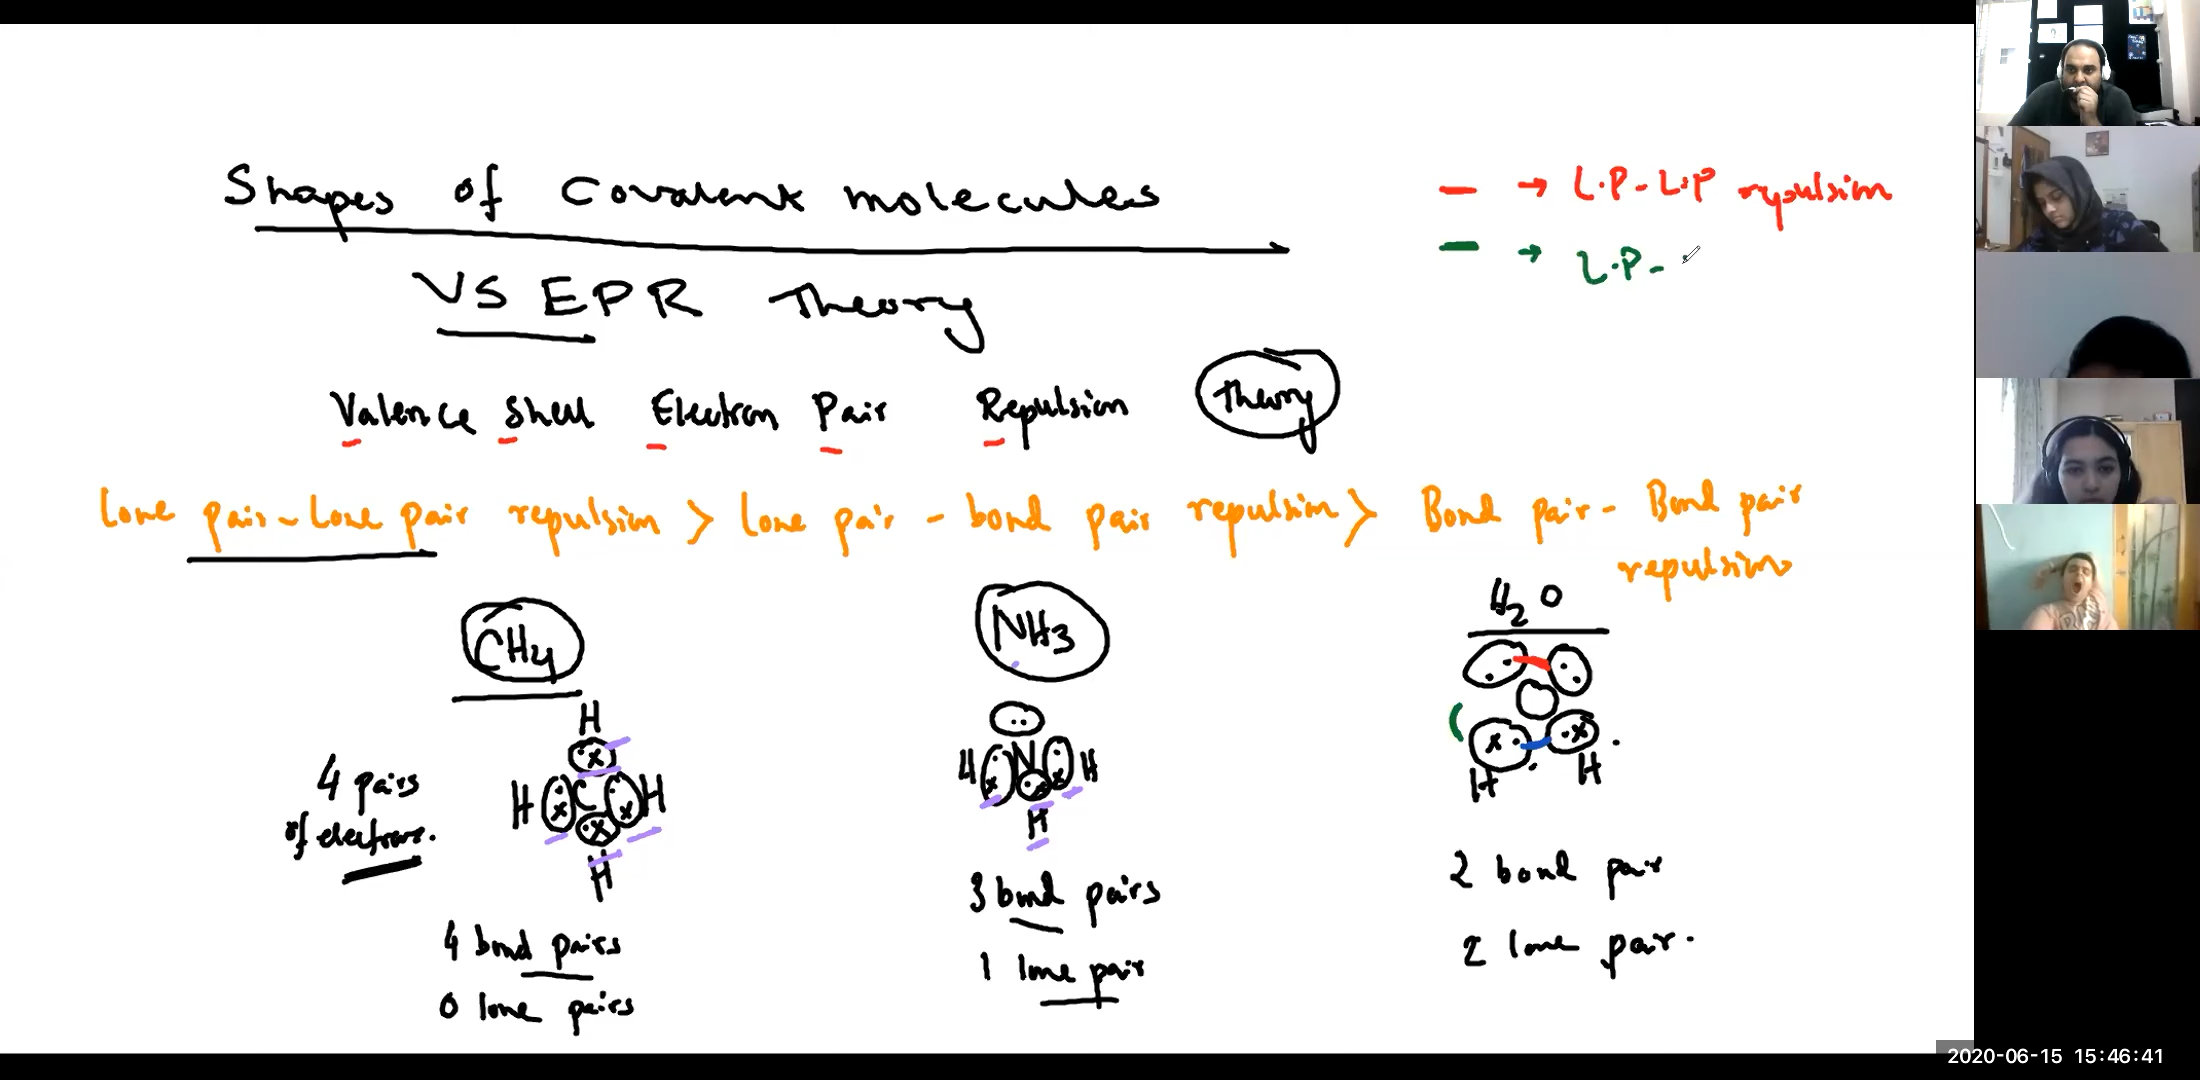 Shapes of Covalent molecules
VSEPR Theory
Valence Shell Electron Pair Repulsion Theory
— → L.P-L.P repulsion
— → L.P-
Lone pair-Lone pair repulsion > lone pair - bond pair repulsion > Bond pair - Bond pair
repulsion
CH4
H
x
H x C x H
x
H
4 pairs
of electrons.
4 bond pairs
0 lone pairs
NH3
H x N x H
x
H
3 bond pairs
1 lone pair
H2O
O
x x
H H
2 bond pair
2 lone pair.
2020-06-15 15:46:41